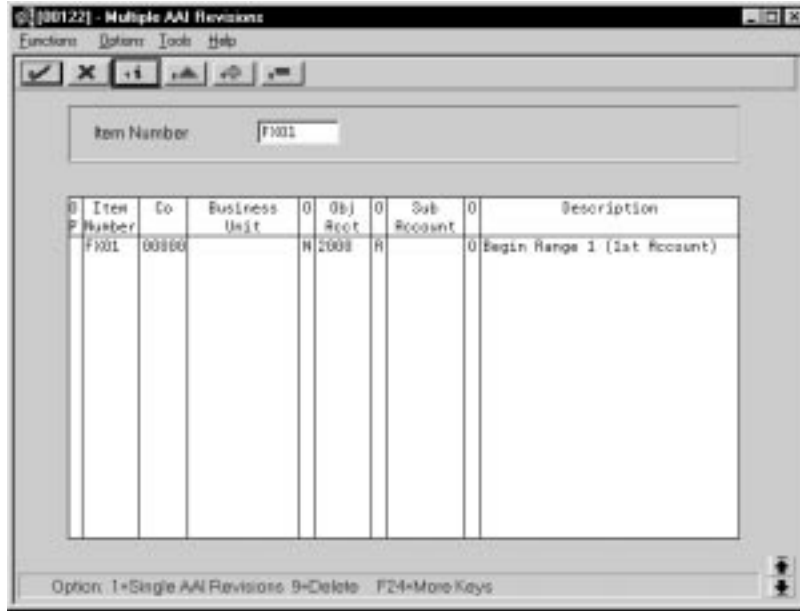 [00122] - Multiple AAI Revisions
Functions Options Tools Help
Item Number FX01
O Item Co Business O Obj O Sub O Description
P Number Unit Acct Account
FX01 00000 N 2000 R O Begin Range 1 (1st Account)
Option: 1=Single AAI Revisions 9=Delete F24=More Keys